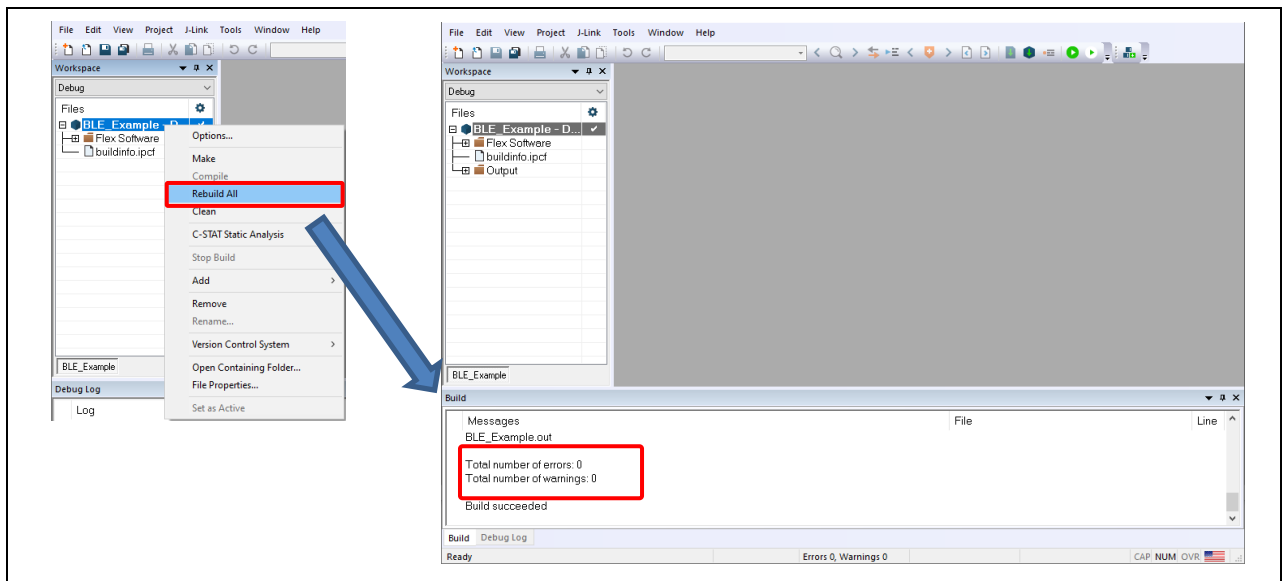 File Edit View Project J-Link Tools Window Help
Workspace
Debug
Files
BLE_Example - D
Flex Software
buildinfo.ipcf
Options...
Make
Compile
Rebuild All
Clean
C-STAT Static Analysis
Stop Build
Add
Remove
Rename...
Version Control System
Open Containing Folder...
File Properties...
Set as Active
BLE_Example
Debug Log
Log
File Edit View Project J-Link Tools Window Help
Workspace
Debug
Files
BLE_Example - D...
Flex Software
buildinfo.ipcf
Output
BLE_Example
Build
Messages File Line
BLE_Example.out
Total number of errors: 0
Total number of warnings: 0
Build succeeded
Build Debug Log
Ready Errors 0, Warnings 0 CAP NUM OVR